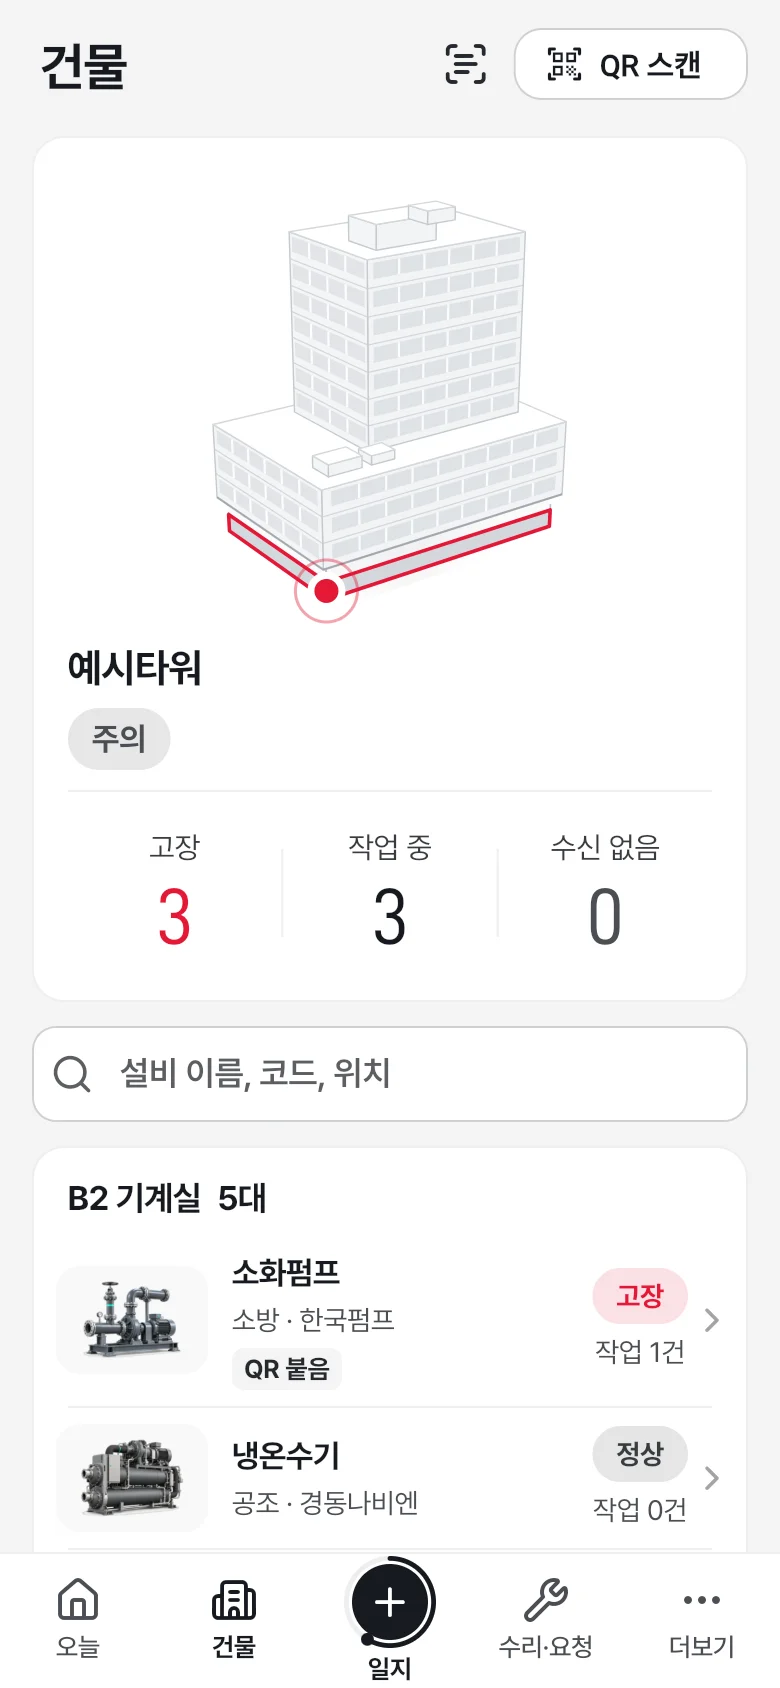 건물
QR 스캔
예시타워
주의
고장
작업 중
수신 없음
3
3
0
설비 이름, 코드, 위치
B2 기계실 5대
소화펌프
소방 · 한국펌프
QR 붙음
고장
작업 1건
냉온수기
공조 · 경동나비엔
정상
작업 0건
오늘
건물
일지
수리·요청
더보기